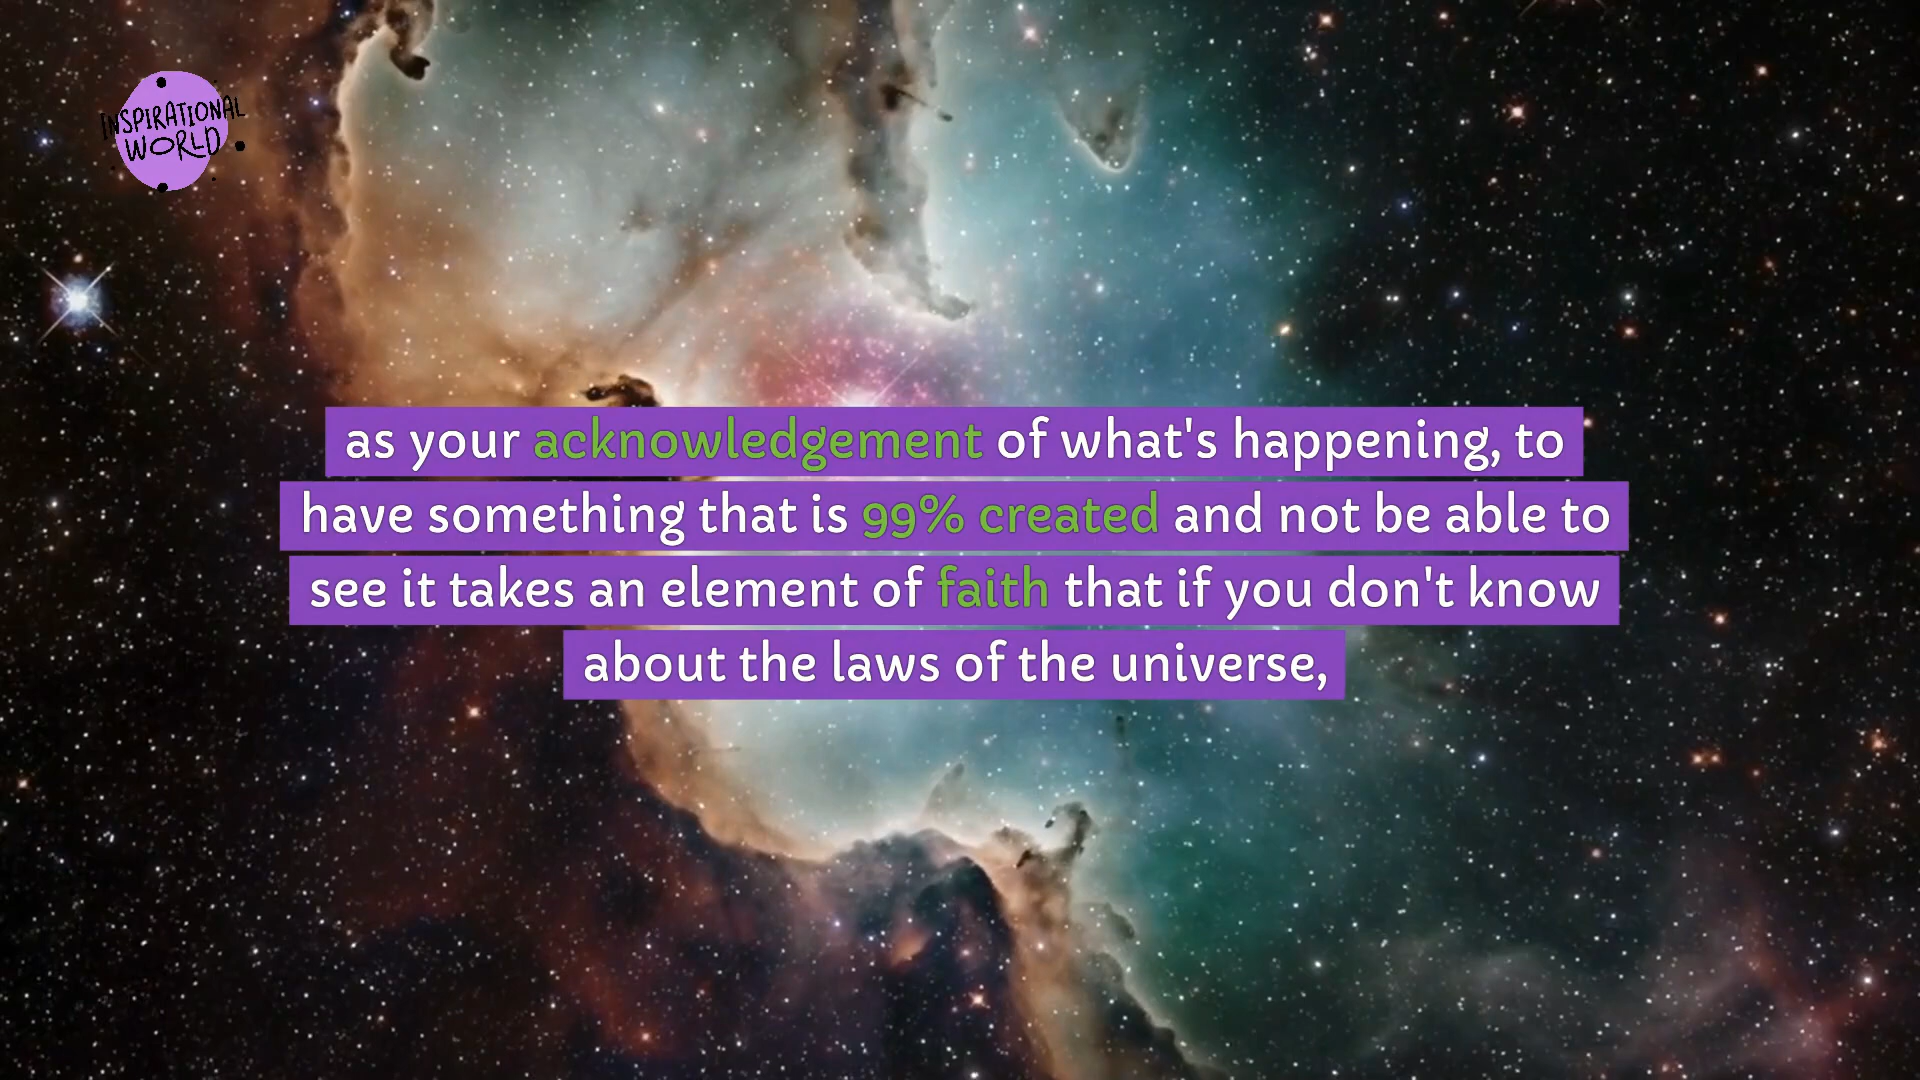 INSPIRATIONAL
WORLD
as your acknowledgement of what's happening, to
have something that is 99% created and not be able to
see it takes an element of faith that if you don't know
about the laws of the universe,